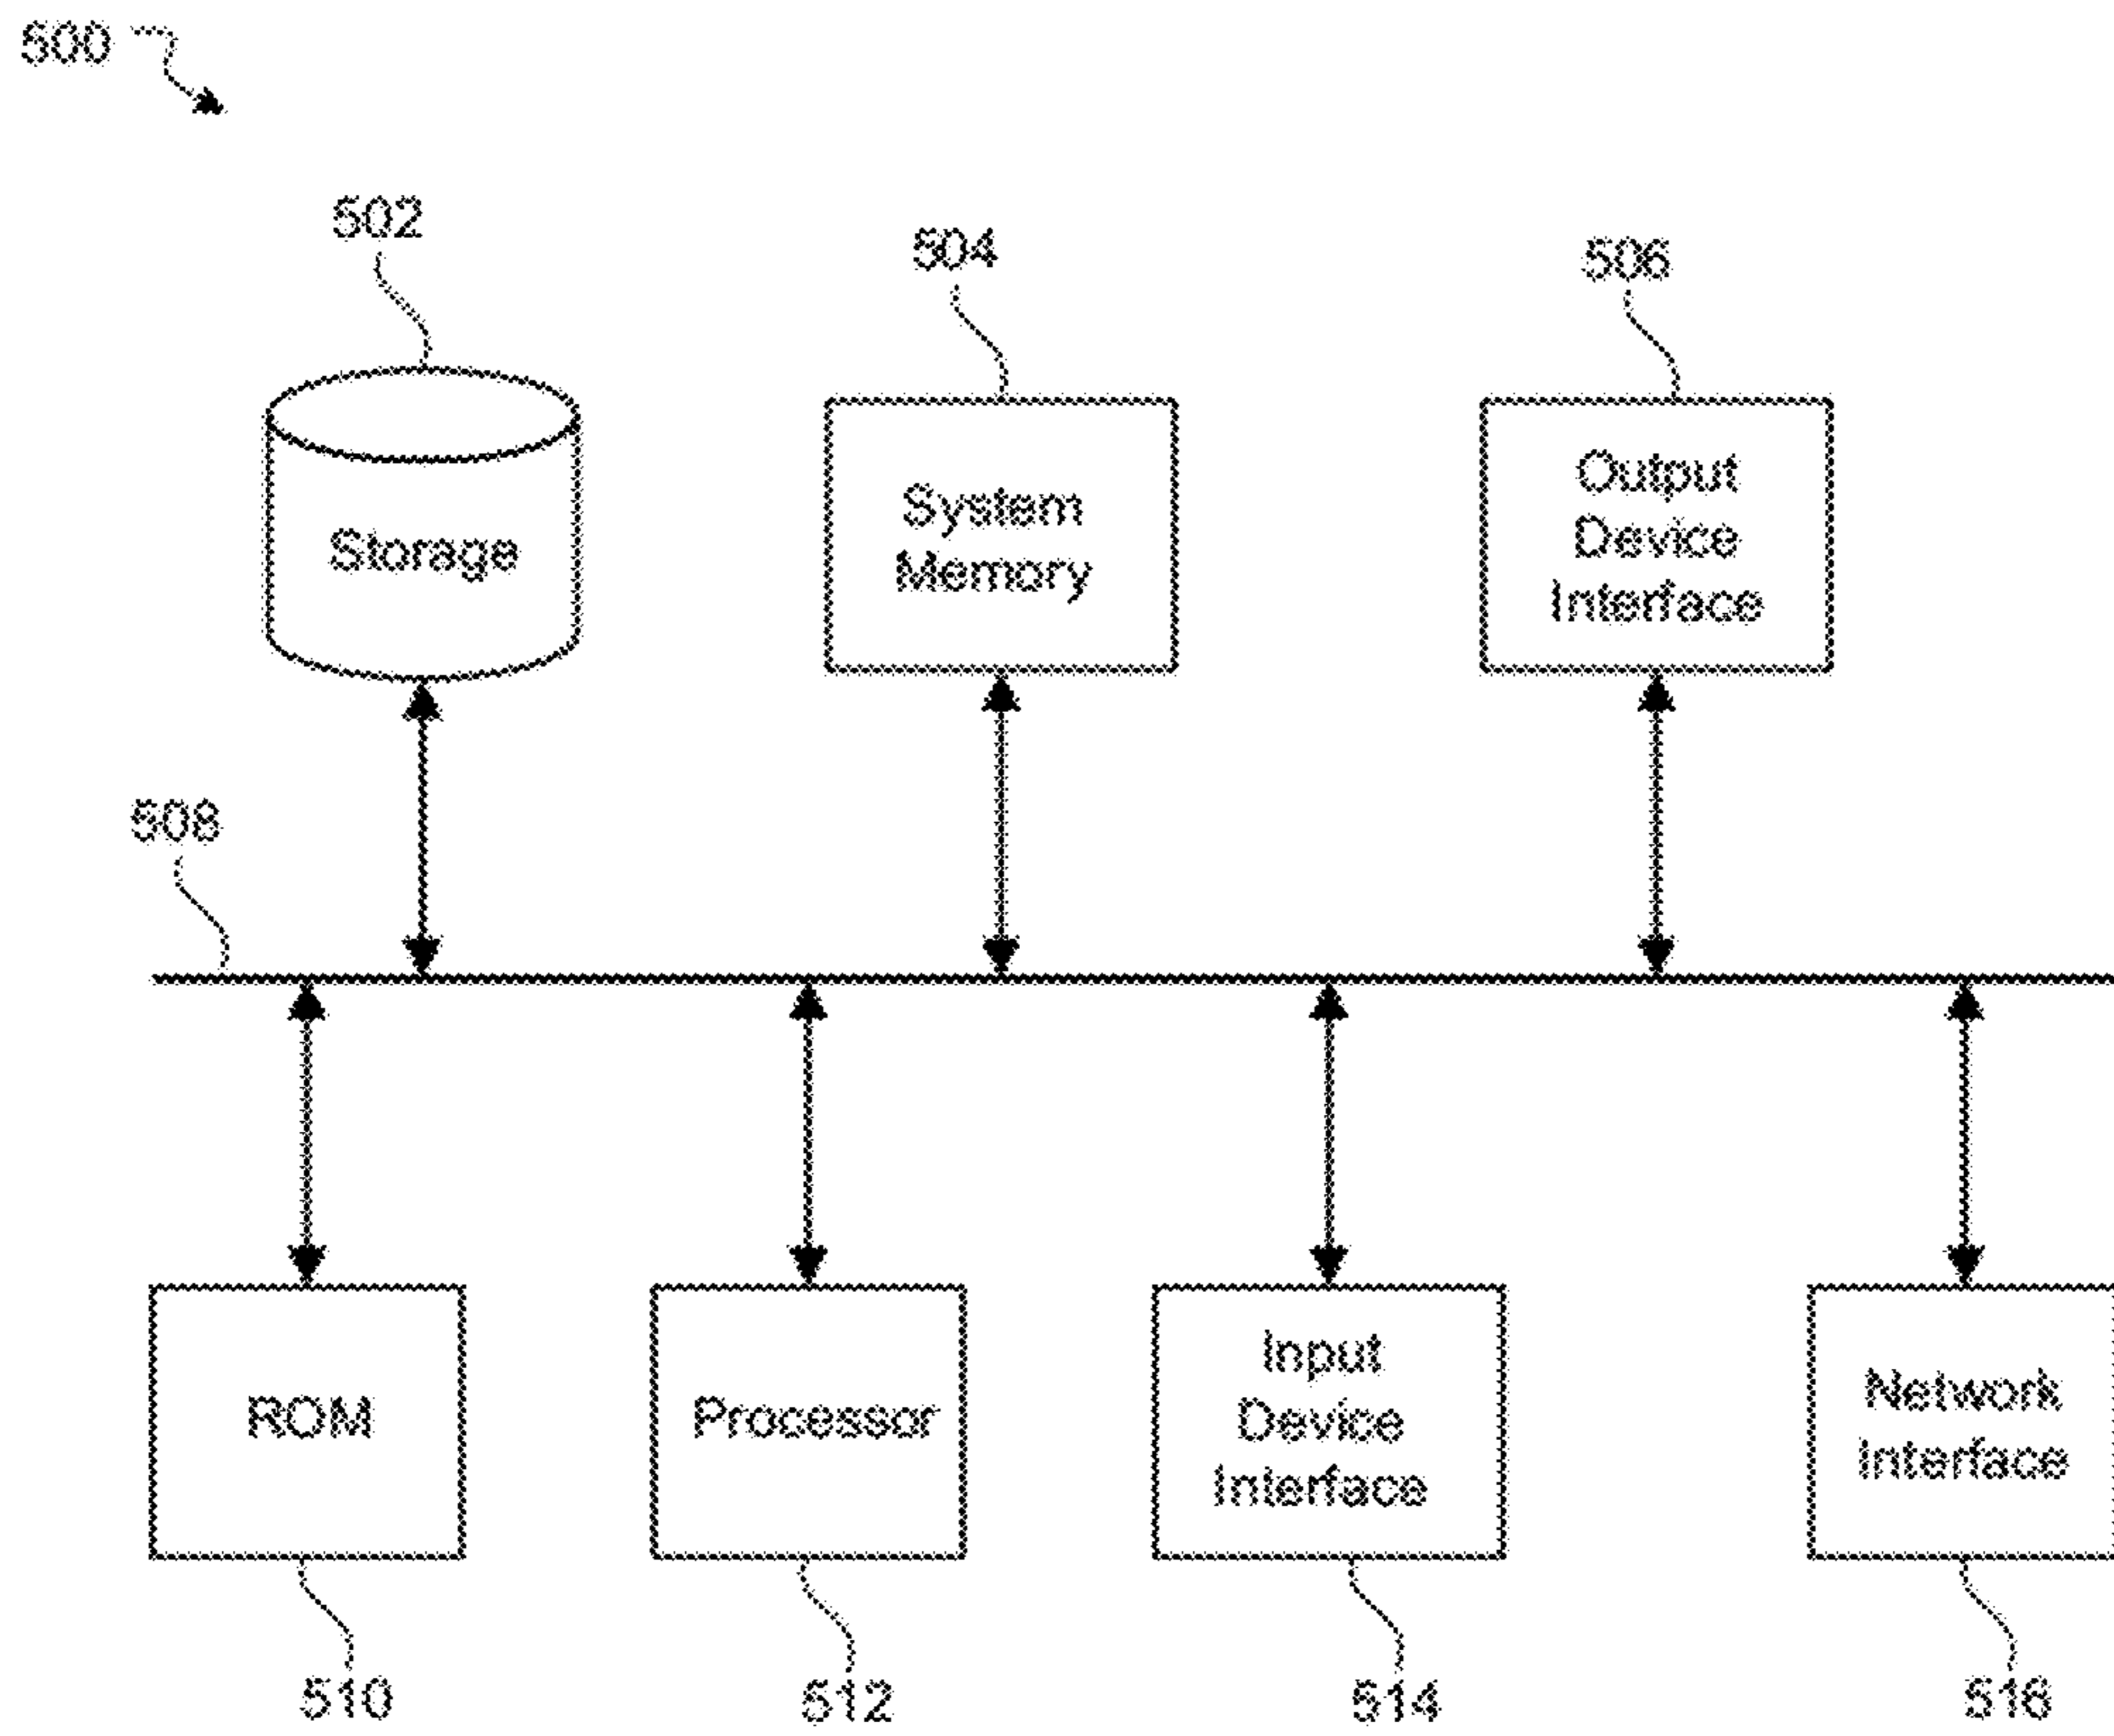 500
502
504
506
Storage
System
Memory
Output
Device
Interface
508
ROM
Processor
Input
Device
Interface
Network
Interface
510
512
514
516